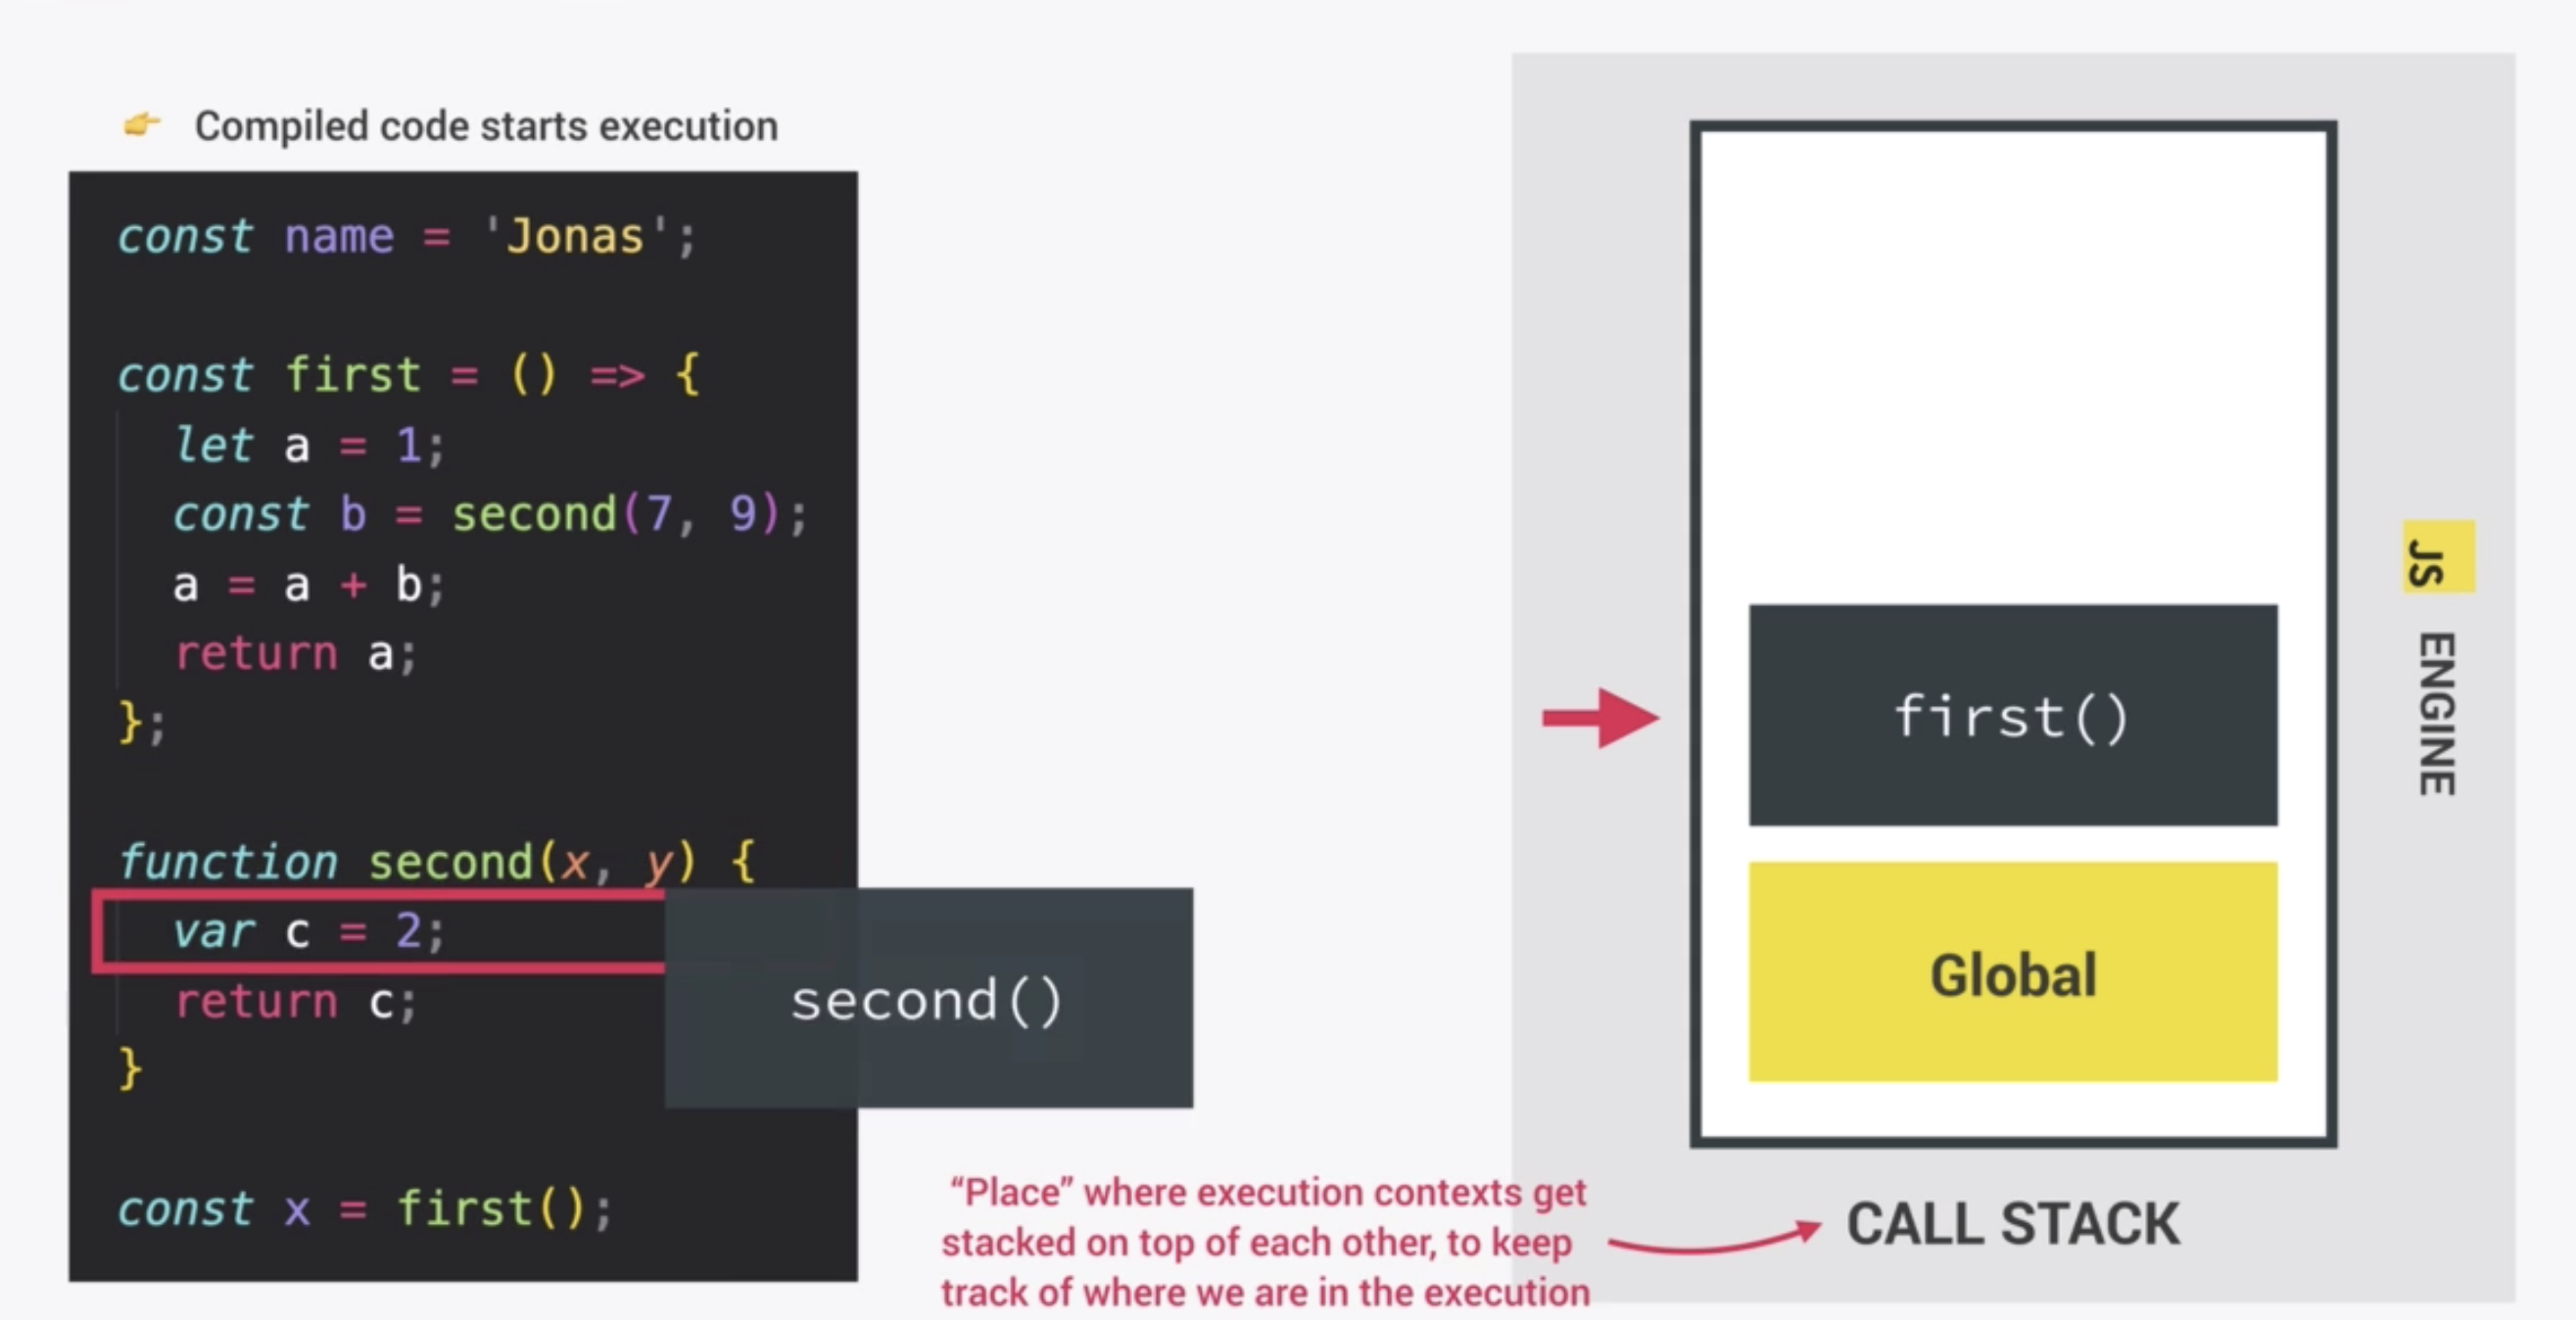 👉 Compiled code starts execution
const name = 'Jonas';
const first = () => {
let a = 1;
const b = second(7, 9);
a = a + b;
return a;
};
function second(x, y) {
var c = 2;
return c;
}
const x = first();
second()
“Place” where execution contexts get
stacked on top of each other, to keep
track of where we are in the execution
first()
Global
CALL STACK
JS ENGINE